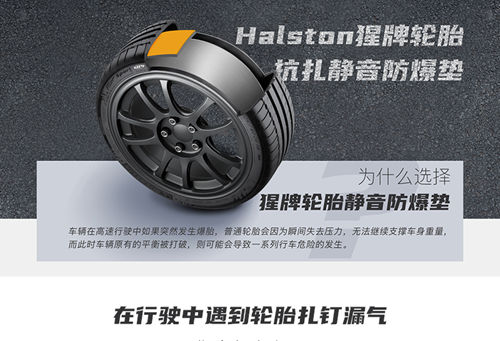 Halston猩牌轮胎
抗扎静音防爆垫
为什么选择
猩牌轮胎静音防爆垫
车辆在高速行驶中如果突然发生爆胎，普通轮胎会因为瞬间失去压力，无法继续支撑车身重量，
而此时车辆原有的平衡被打破，则可能会导致一系列行车危险的发生。
在行驶中遇到轮胎扎钉漏气